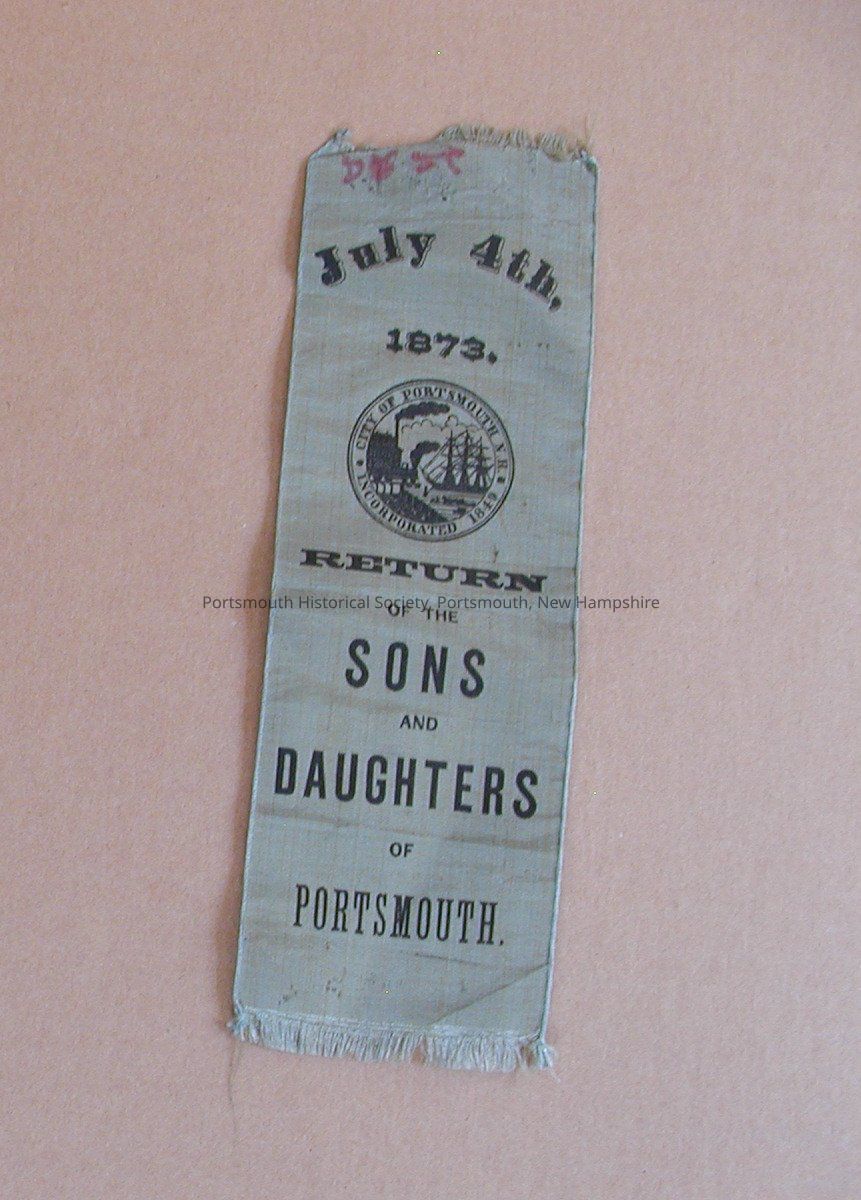 July 4th,
1873.
CITY OF PORTSMOUTH N.H.
INCORPORATED 1849
RETURN
Portsmouth Historical Society, Portsmouth, New Hampshire
OF THE
SONS
AND
DAUGHTERS
OF
PORTSMOUTH.